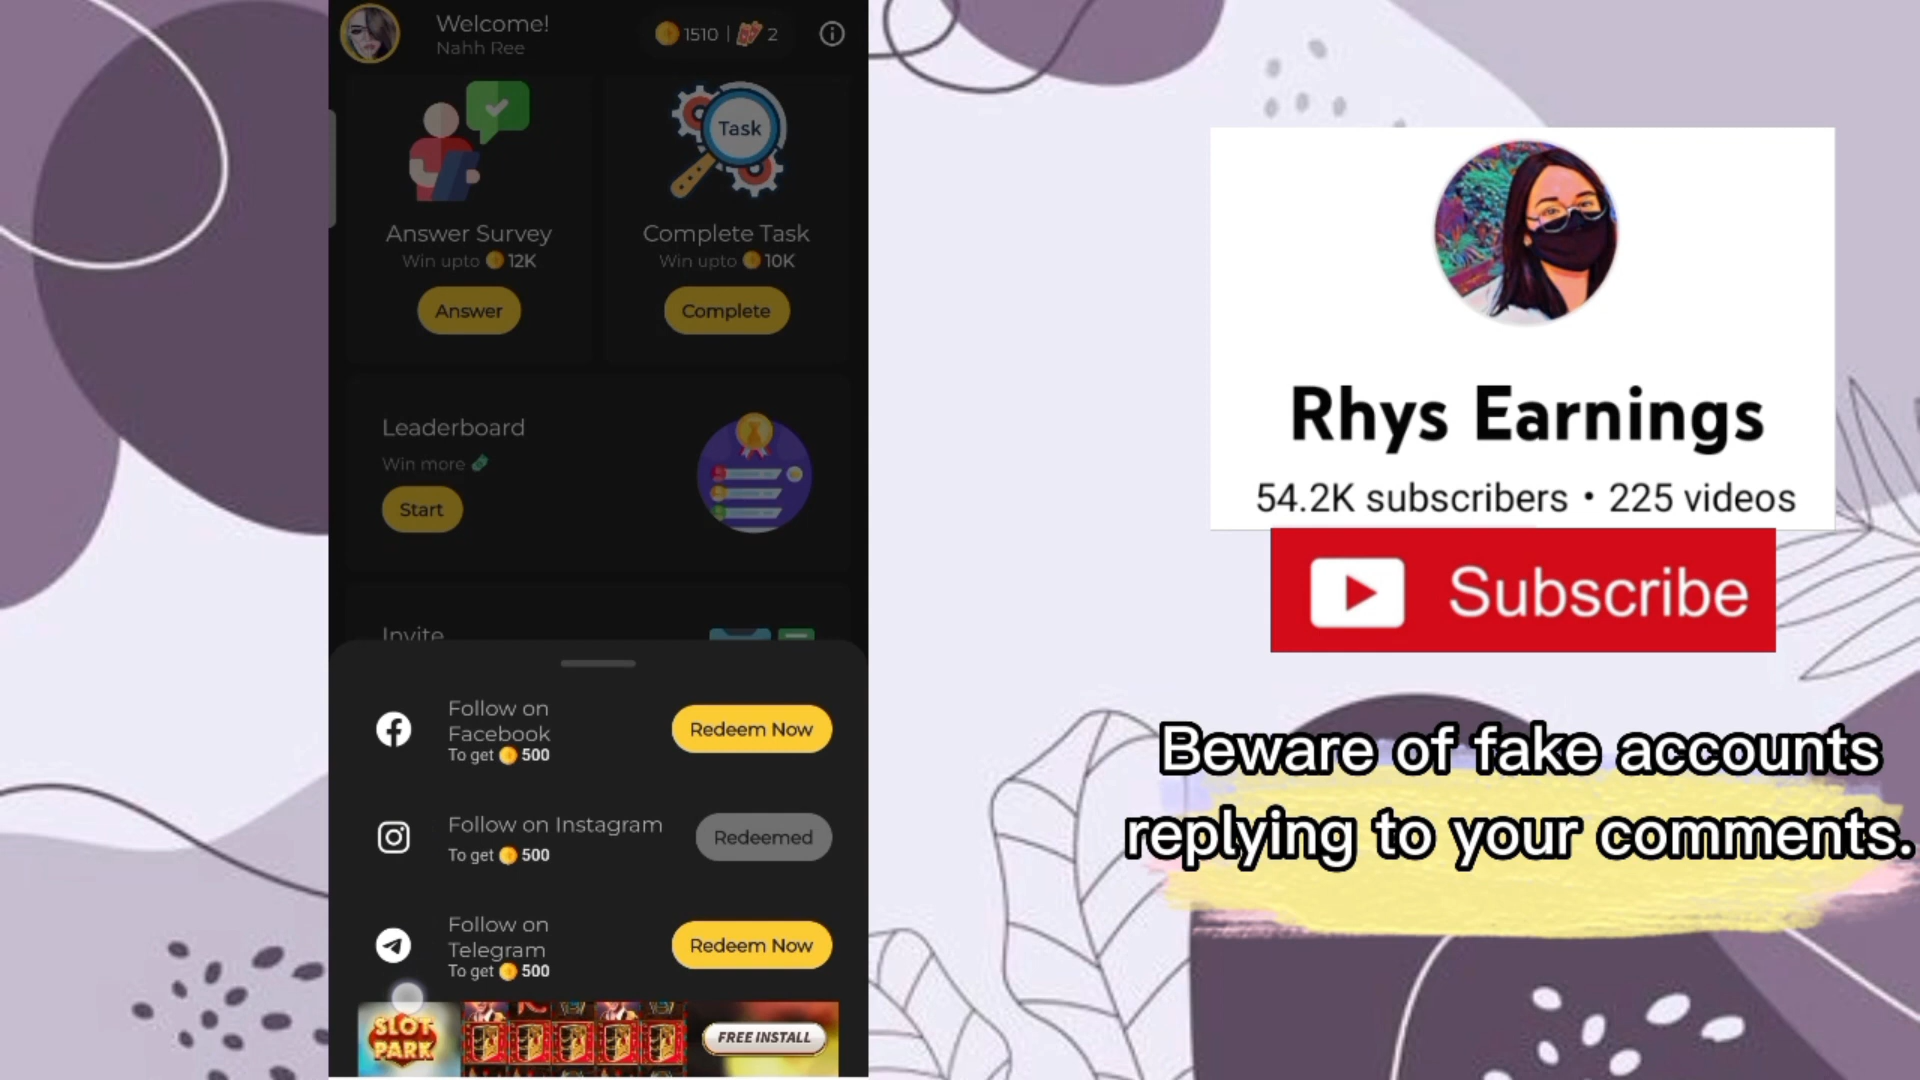 Welcome!
Nahh Ree
1510 | 2
Task
Answer Survey
Win upto 12K
Answer
Complete Task
Win upto 10K
Complete
Leaderboard
Win more
Start
Invite
Follow on
Facebook
To get 500
Redeem Now
Follow on Instagram
To get 500
Redeemed
Follow on
Telegram
To get 500
Redeem Now
SLOT
PARK
FREE INSTALL
Rhys Earnings
54.2K subscribers • 225 videos
Subscribe
Beware of fake accounts
replying to your comments.